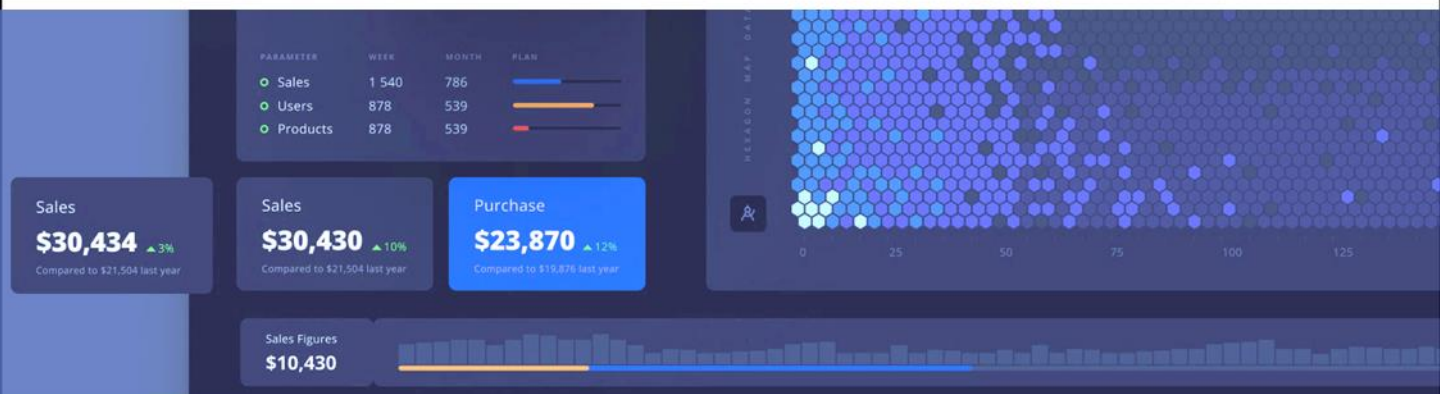 PARAMETER WEEK MONTH PLAN
Sales 1 540 786
Users 878 539
Products 878 539
HEXAGON MAP DATA
Sales
$30,434 3%
Compared to $21,504 last year
Sales
$30,430 10%
Compared to $21,504 last year
Purchase
$23,870 12%
Compared to $19,876 last year
0 25 50 75 100 125
Sales Figures
$10,430